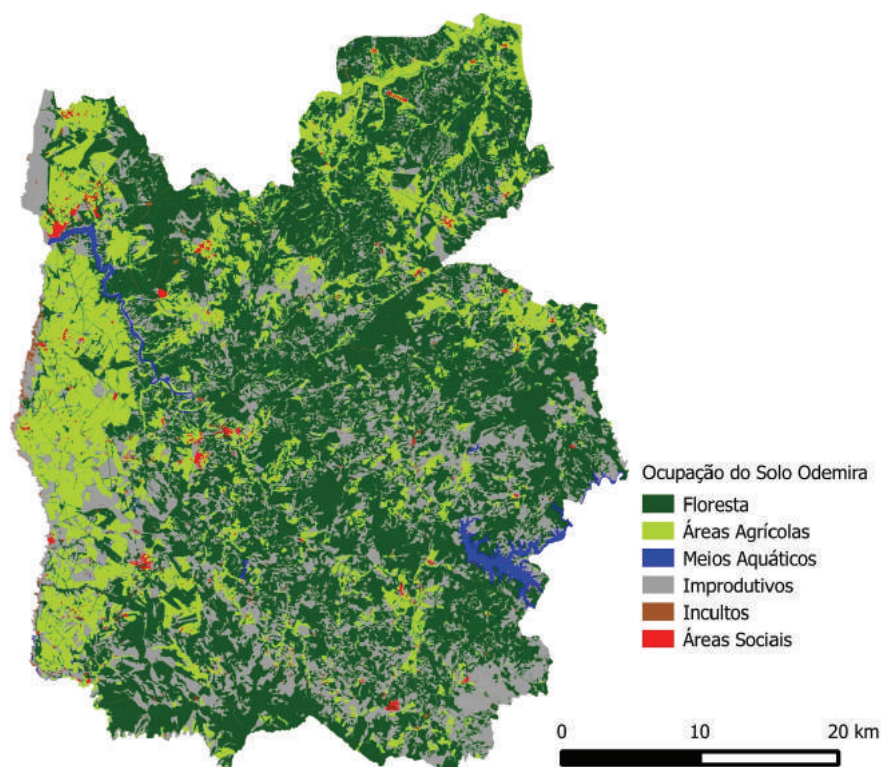 Ocupação do Solo Odemira
Floresta
Áreas Agrícolas
Meios Aquáticos
Improdutivos
Incultos
Áreas Sociais
0 10 20 km